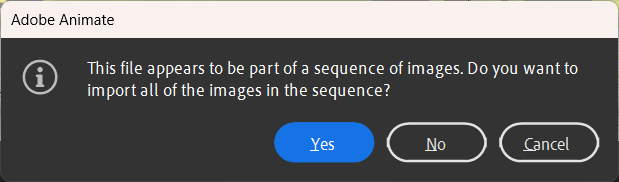 Adobe Animate
This file appears to be part of a sequence of images. Do you want to
import all of the images in the sequence?
Yes
No
Cancel